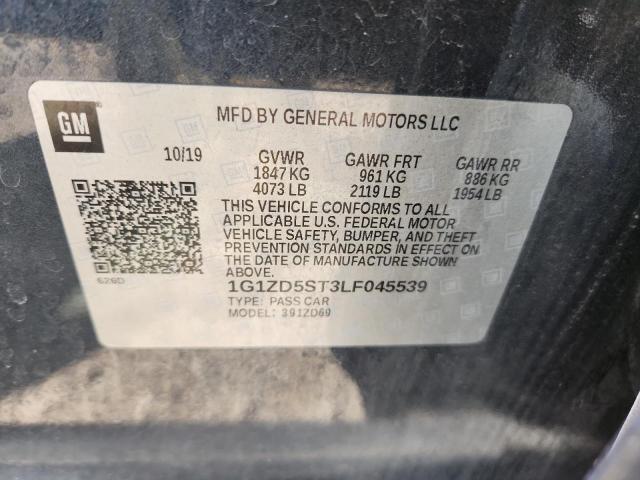 GM
MFD BY GENERAL MOTORS LLC
10/19 GVWR GAWR FRT GAWR RR
1847 KG 961 KG 886 KG
4073 LB 2119 LB 1954 LB
THIS VEHICLE CONFORMS TO ALL
APPLICABLE U.S. FEDERAL MOTOR
VEHICLE SAFETY, BUMPER, AND THEFT
PREVENTION STANDARDS IN EFFECT ON
THE DATE OF MANUFACTURE SHOWN ABOVE.
626D
1G1ZD5ST3LF045539
TYPE: PASS CAR
MODEL: 391ZD69